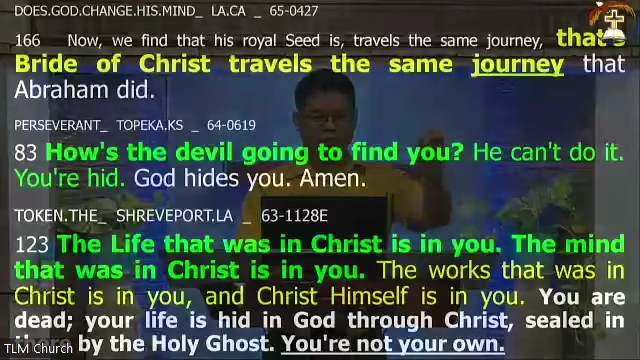 DOES.GOD.CHANGE.HIS.MIND_ LA.CA _ 65-0427
166 Now, we find that his royal Seed is, travels the same journey, that's
Bride of Christ travels the same journey that
Abraham did.
PERSEVERANT_ TOPEKA.KS _ 64-0619
83 How's the devil going to find you? He can't do it.
You're hid. God hides you. Amen.
TOKEN.THE_ SHREVEPORT.LA _ 63-1128E
123 The Life that was in Christ is in you. The mind
that was in Christ is in you. The works that was in
Christ is in you, and Christ Himself is in you. You are
dead; your life is hid in God through Christ, sealed in
by the Holy Ghost. You're not your own.
TLM Church